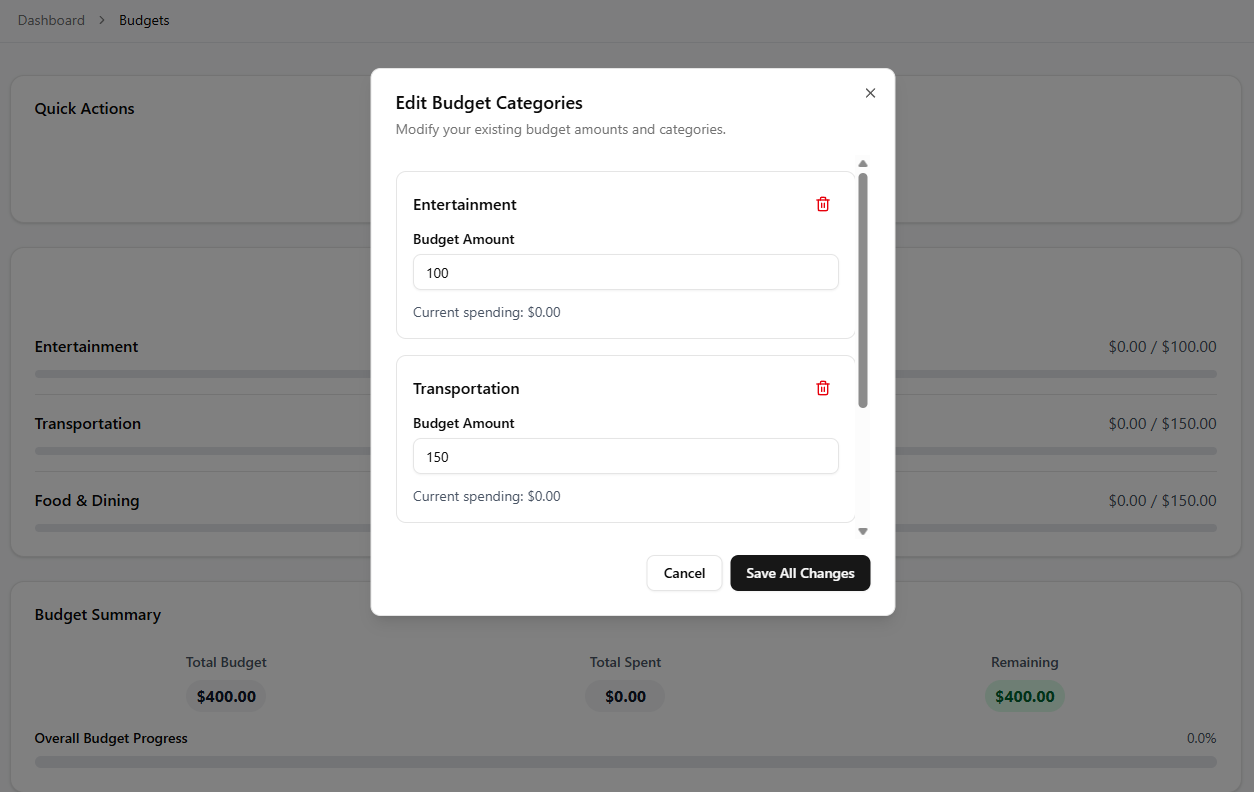 Dashboard > Budgets
Quick Actions
Edit Budget Categories
Modify your existing budget amounts and categories.
Entertainment
Budget Amount
100
Current spending: $0.00
Transportation
Budget Amount
150
Current spending: $0.00
Cancel Save All Changes
Entertainment $0.00 / $100.00
Transportation $0.00 / $150.00
Food & Dining $0.00 / $150.00
Budget Summary
Total Budget Total Spent Remaining
$400.00 $0.00 $400.00
Overall Budget Progress 0.0%